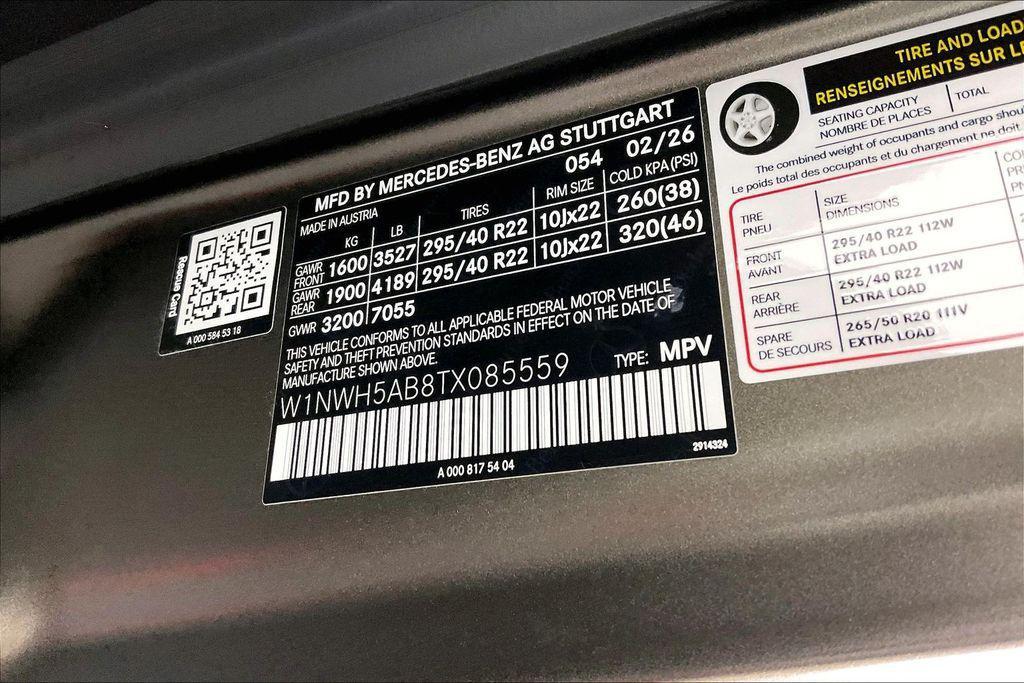 Rescue Card
A 000 584 53 18
MFD BY MERCEDES-BENZ AG STUTTGART
MADE IN AUSTRIA 054 02/26
KG LB TIRES RIM SIZE COLD KPA(PSI)
GAWR FRONT 1600 3527 295/40 R22 10Jx22 260(38)
GAWR REAR 1900 4189 295/40 R22 10Jx22 320(46)
GVWR 3200 7055
THIS VEHICLE CONFORMS TO ALL APPLICABLE FEDERAL MOTOR VEHICLE
SAFETY AND THEFT PREVENTION STANDARDS IN EFFECT ON THE DATE OF
MANUFACTURE SHOWN ABOVE.
W1NWH5AB8TX085559 TYPE: MPV
A 000 817 54 04
2914324
TIRE AND LOAD
RENSEIGNEMENTS SUR
SEATING CAPACITY TOTAL
NOMBRE DE PLACES
The combined weight of occupants and cargo
Le poids total des occupants et du chargement ne doit
TIRE SIZE
PNEU DIMENSIONS
FRONT 295/40 R22 112W
AVANT EXTRA LOAD
REAR 295/40 R22 112W
ARRIÈRE EXTRA LOAD
SPARE 265/50 R20 111V
DE SECOURS EXTRA LOAD